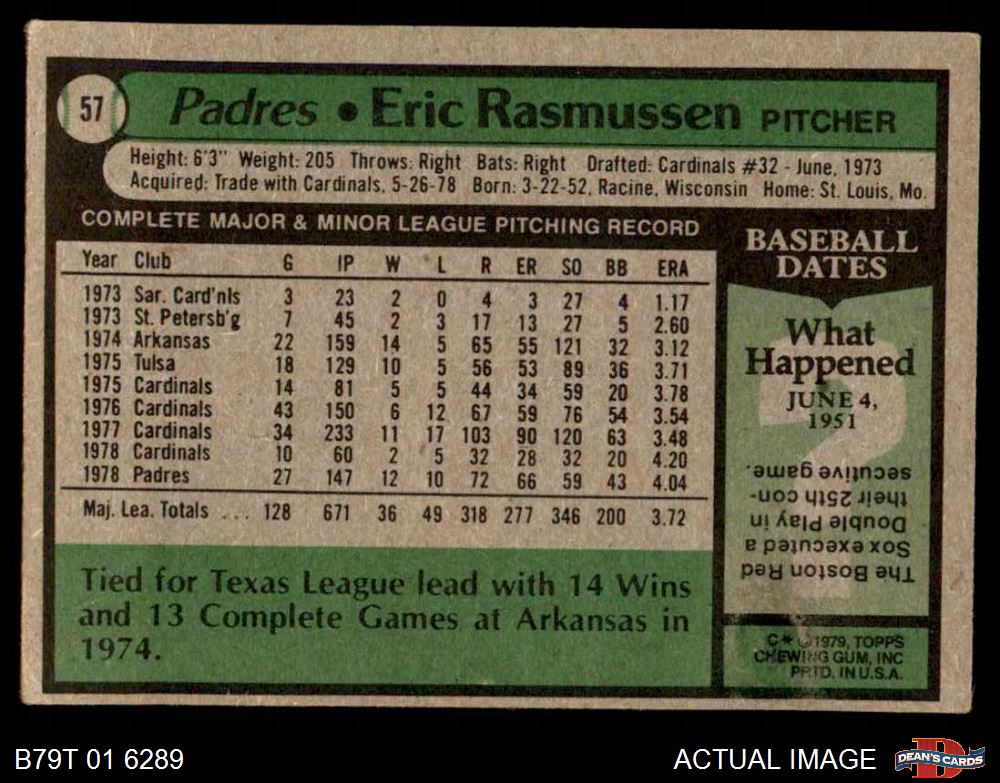 57
Padres • Eric Rasmussen PITCHER
Height: 6'3" Weight: 205 Throws: Right Bats: Right Drafted: Cardinals #32 - June, 1973
Acquired: Trade with Cardinals, 5-26-78 Born: 3-22-52, Racine, Wisconsin Home: St. Louis, Mo.
COMPLETE MAJOR & MINOR LEAGUE PITCHING RECORD
Year Club G IP W L R ER SO BB ERA
1973 Sar. Card'nls 3 23 2 0 4 3 27 4 1.17
1973 St. Petersb'g 7 45 2 3 17 13 27 5 2.60
1974 Arkansas 22 159 14 5 65 55 121 32 3.12
1975 Tulsa 18 129 10 5 56 53 89 36 3.71
1975 Cardinals 14 81 5 5 44 34 59 20 3.78
1976 Cardinals 43 150 6 12 67 59 76 54 3.54
1977 Cardinals 34 233 11 17 103 90 120 63 3.48
1978 Cardinals 10 60 2 5 32 28 32 20 4.20
1978 Padres 27 147 12 10 72 66 59 43 4.04
Maj. Lea. Totals ... 128 671 36 49 318 277 346 200 3.72
Tied for Texas League lead with 14 Wins
and 13 Complete Games at Arkansas in
1974.
BASEBALL
DATES
What
Happened
JUNE 4,
1951
The Boston Red
Sox executed a
Double Play in
their 25th con-
secutive game.
C* ©1979, TOPPS
CHEWING GUM, INC
PRTD. IN U.S.A.
B79T 01 6289
ACTUAL IMAGE
DEAN'S CARDS